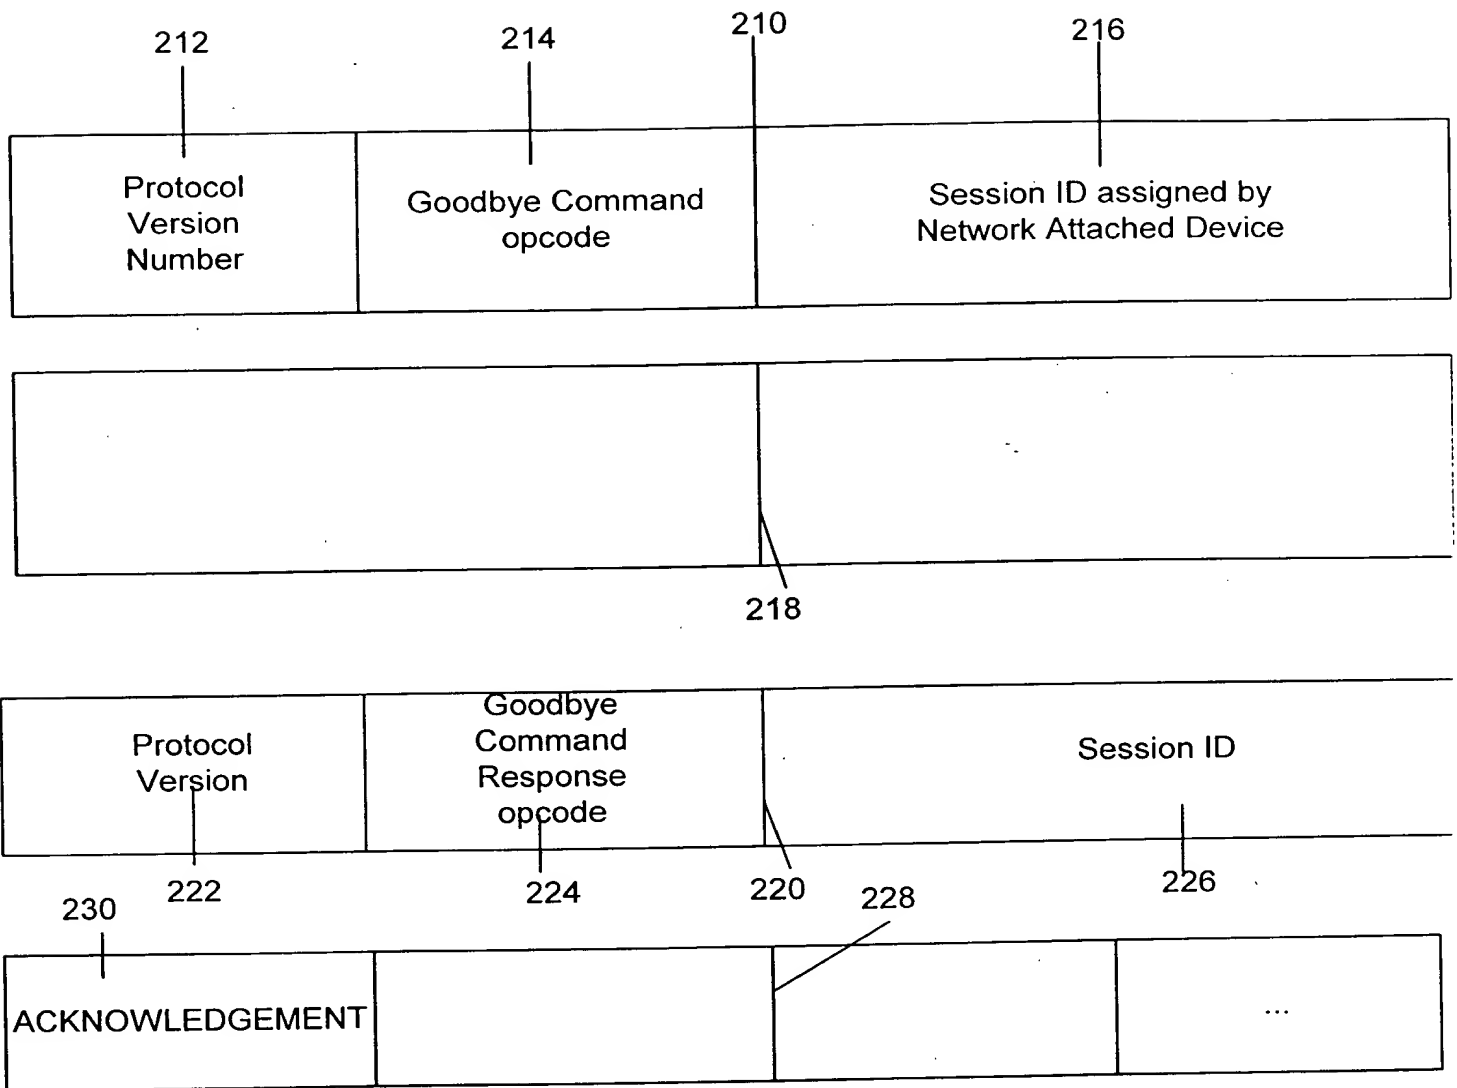 212
214
210
216
Protocol
Version
Number
Goodbye Command
opcode
Session ID assigned by
Network Attached Device
218
Protocol
Version
Goodbye
Command
Response
opcode
Session ID
222
224
220
226
230
228
ACKNOWLEDGEMENT
...